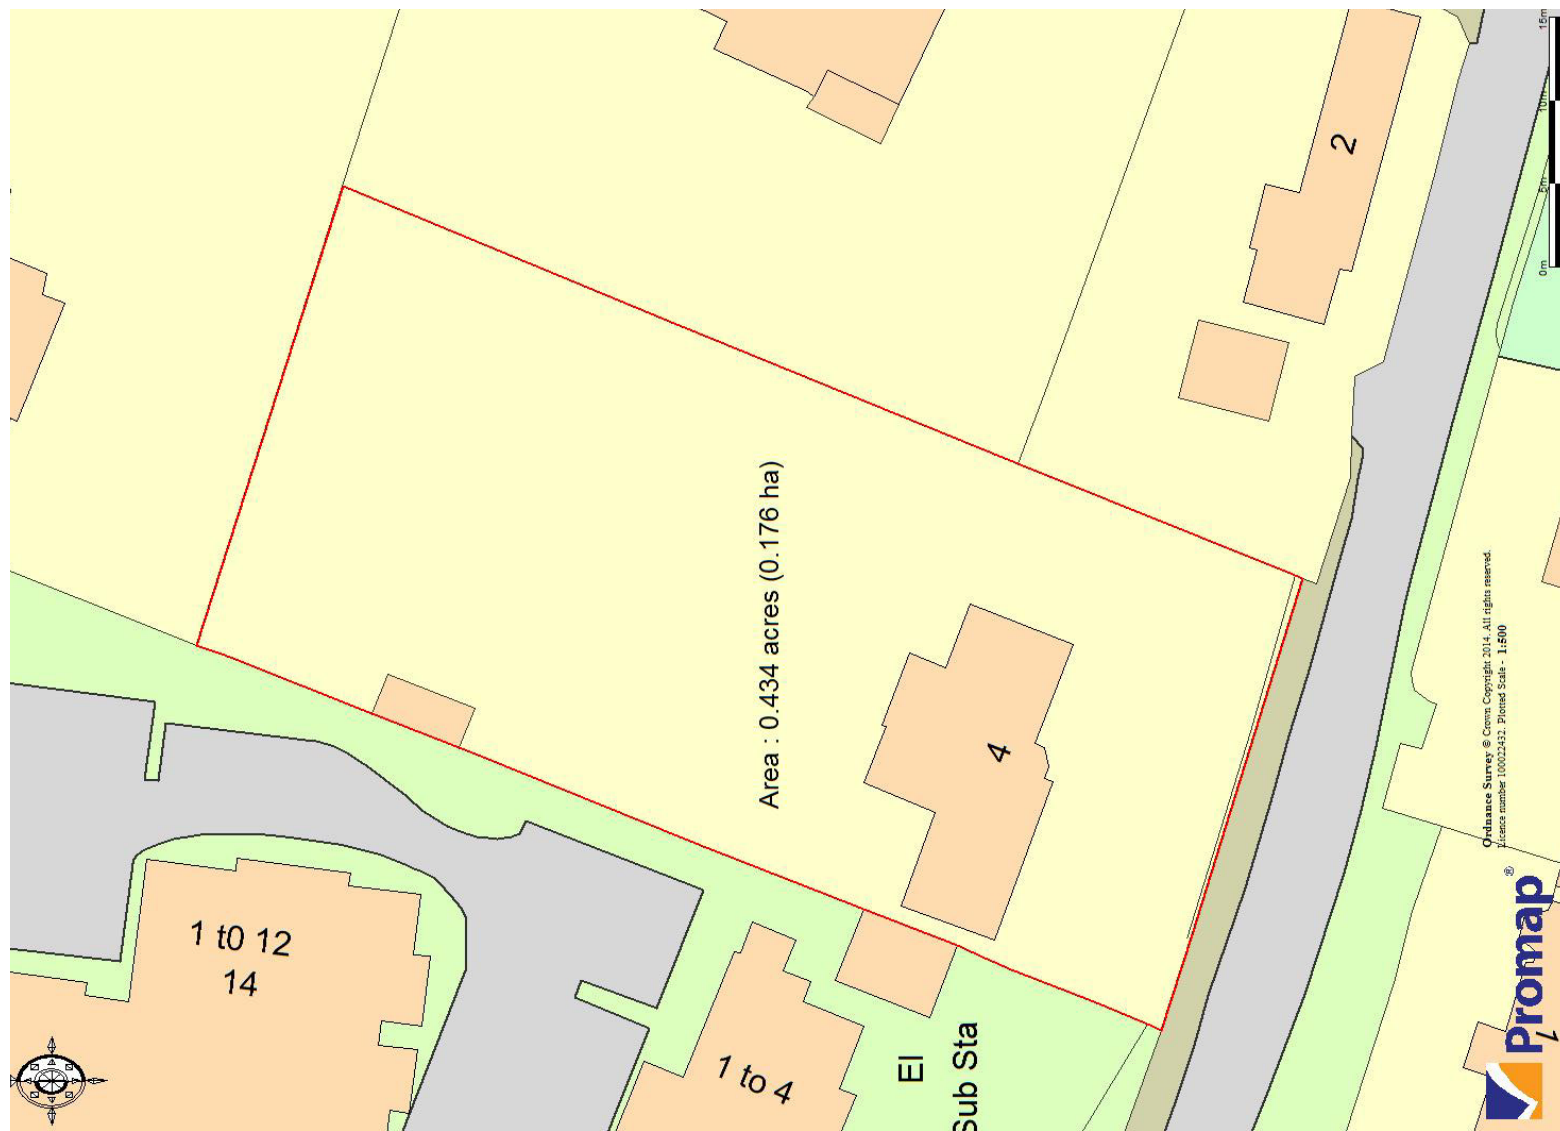 2
15m
10m
5m
0m
Area : 0.434 acres (0.176 ha)
4
Ordnance Survey © Crown Copyright 2014. All rights reserved.
Licence number 100022432. Plotted Scale - 1:500
Promap®
1 t0 12
14
1 to 4
El
Sub Sta